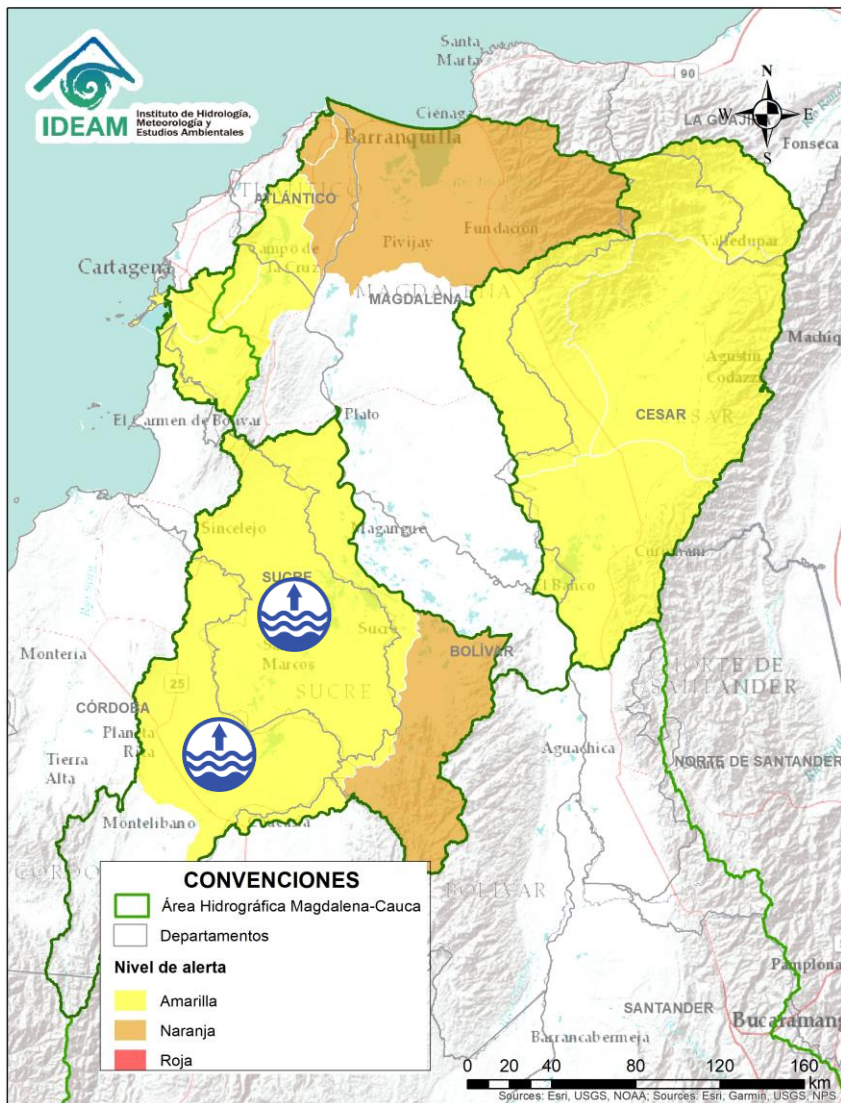 IDEAM
Instituto de Hidrología,
Meteorología y
Estudios Ambientales
N
W
E
S
Santa
Marta
90
Ciénaga
LA GUAJIRA
Fonseca
Barranquilla
ATLÁNTICO
Valledupar
Pivijay
Fundación
Campo de
la Cruz
Cartagena
MAGDALENA
Agustín
Codazzi
CESAR
El Carmen de Bolívar
Plato
Sincelejo
Magangue
El Banco
SUCRE
Sucre
San
Marcos
BOLÍVAR
SUCRE
NORTE DE
SANTANDER
Montería
25
CÓRDOBA
Planeta
Rica
Tierra
Alta
Aguachica
NORTE DE SANTANDER
Montelibano
BOLÍVAR
CONVENCIONES
Área Hidrográfica Magdalena-Cauca
Departamentos
Nivel de alerta
Amarilla
Naranja
Roja
Pamplona
SANTANDER
Barrancabermeja
0 20 40 80 120 160
km
Sources: Esri, USGS, NOAA; Sources: Esri, Garmin, USGS, NPS